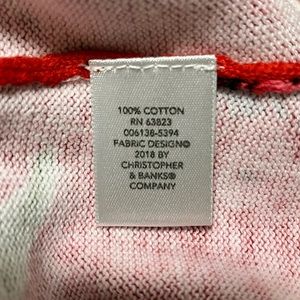 100% COTTON
RN 63823
006138-5394
FABRIC DESIGN©
2018 BY
CHRISTOPHER
& BANKS®
COMPANY